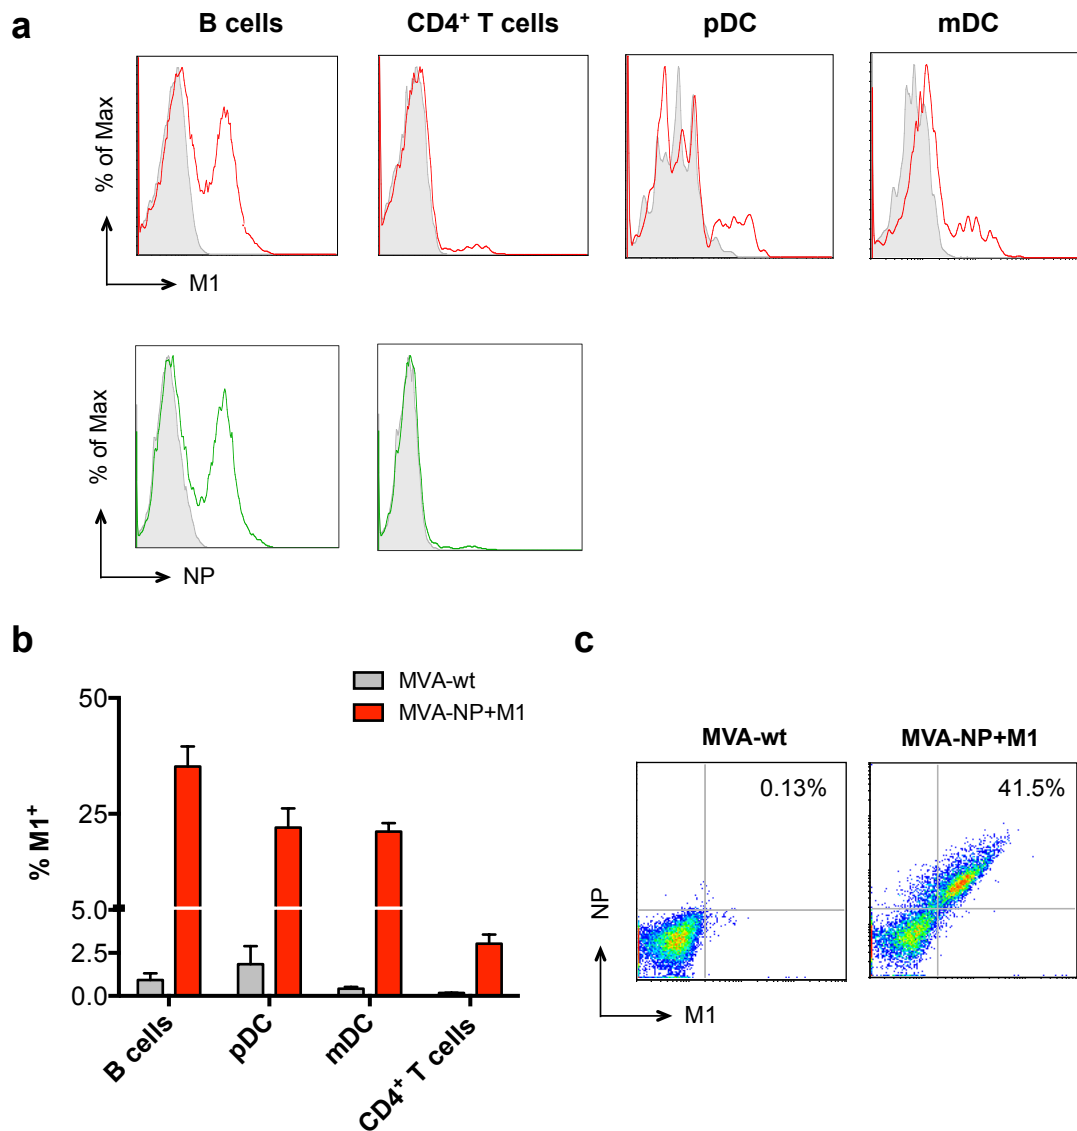 a
B cells
CD4⁺ T cells
pDC
mDC
% of Max
M1
% of Max
NP
b
MVA-wt
MVA-NP+M1
50
25
5.0
2.5
0.0
% M1⁺
B cells
pDC
mDC
CD4⁺ T cells
c
MVA-wt
MVA-NP+M1
0.13%
41.5%
NP
M1